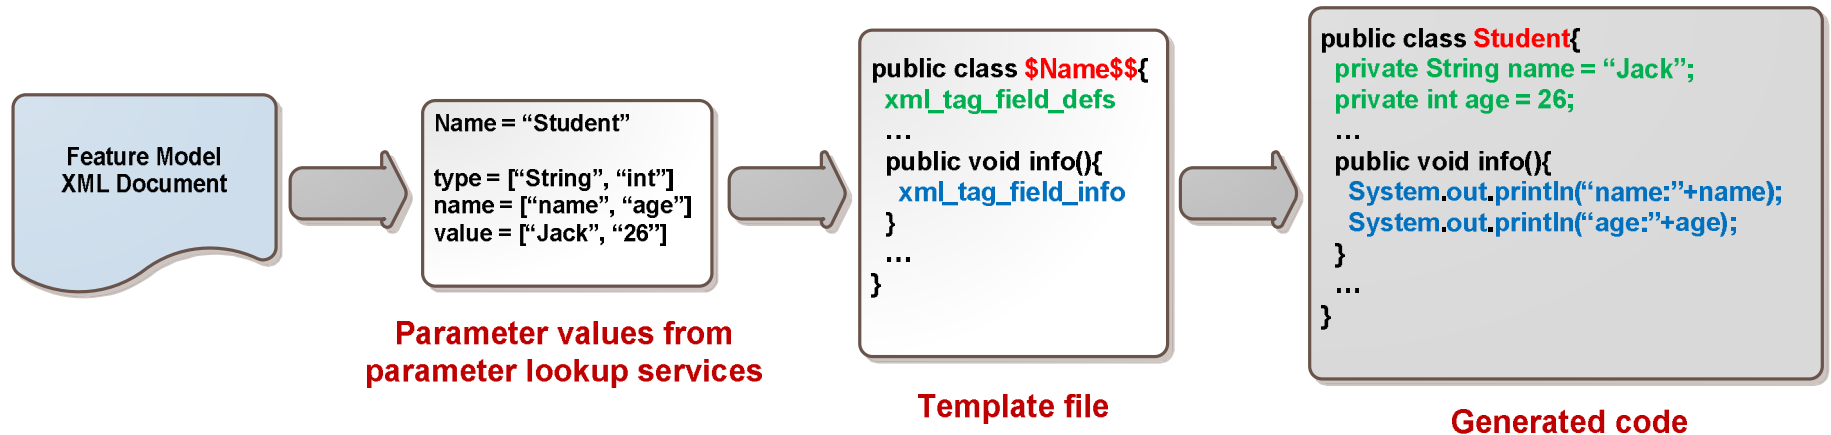 Feature Model
XML Document
Name = “Student”
type = [“String”, “int”]
name = [“name”, “age”]
value = [“Jack”, “26”]
Parameter values from
parameter lookup services
public class $Name$${
xml_tag_field_defs
...
public void info(){
xml_tag_field_info
}
...
}
Template file
public class Student{
private String name = “Jack”;
private int age = 26;
...
public void info(){
System.out.println(“name:”+name);
System.out.println(“age:”+age);
}
...
}
Generated code